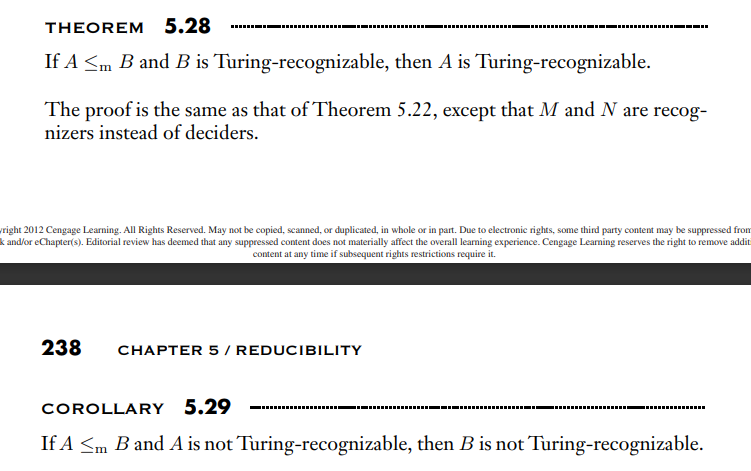 THEOREM 5.28
If A ≤m B and B is Turing-recognizable, then A is Turing-recognizable.
The proof is the same as that of Theorem 5.22, except that M and N are recog-
nizers instead of deciders.
yright 2012 Cengage Learning. All Rights Reserved. May not be copied, scanned, or duplicated, in whole or in part. Due to electronic rights, some third party content may be suppressed from
k and/or eChapter(s). Editorial review has deemed that any suppressed content does not materially affect the overall learning experience. Cengage Learning reserves the right to remove addit
content at any time if subsequent rights restrictions require it.
238 CHAPTER 5 / REDUCIBILITY
COROLLARY 5.29
If A ≤m B and A is not Turing-recognizable, then B is not Turing-recognizable.